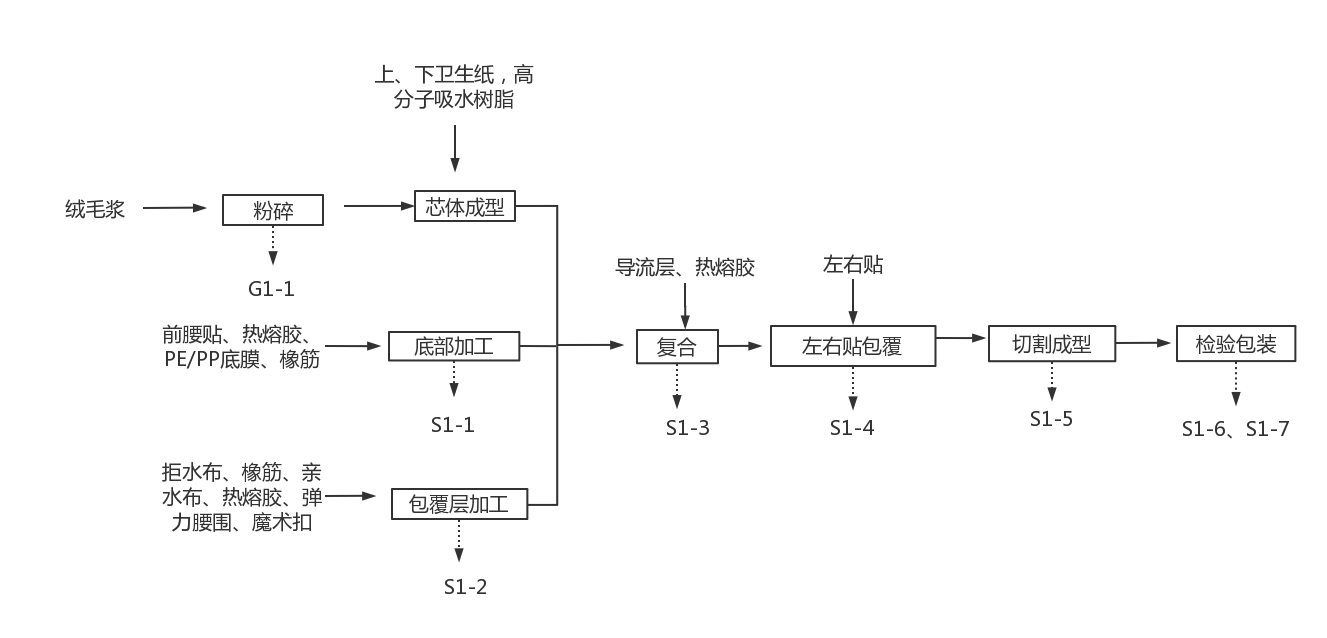 上、下卫生纸，高
分子吸水树脂
绒毛浆
粉碎
芯体成型
G1-1
导流层、热熔胶
左右贴
前腰贴、热熔胶、
PE/PP底膜、橡筋
底部加工
复合
左右贴包覆
切割成型
检验包装
S1-1
S1-3
S1-4
S1-5
S1-6、S1-7
拒水布、橡筋、亲
水布、热熔胶、弹
力腰围、魔术扣
包覆层加工
S1-2